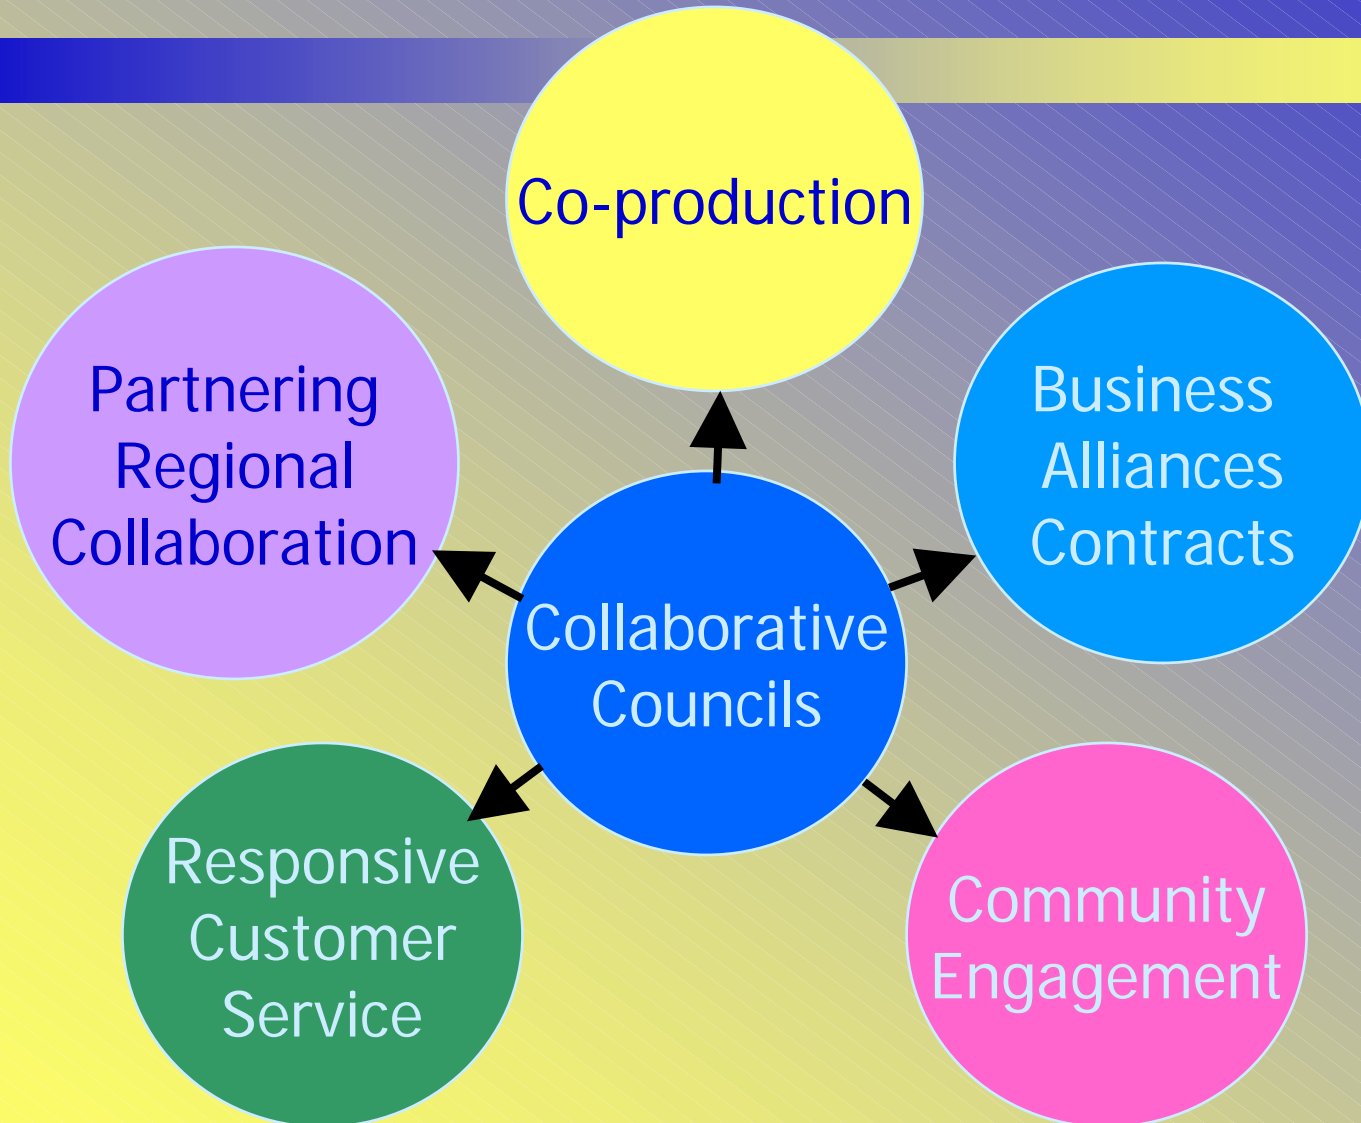 Co-production
Partnering
Regional
Collaboration
Business
Alliances
Contracts
Collaborative
Councils
Responsive
Customer
Service
Community
Engagement